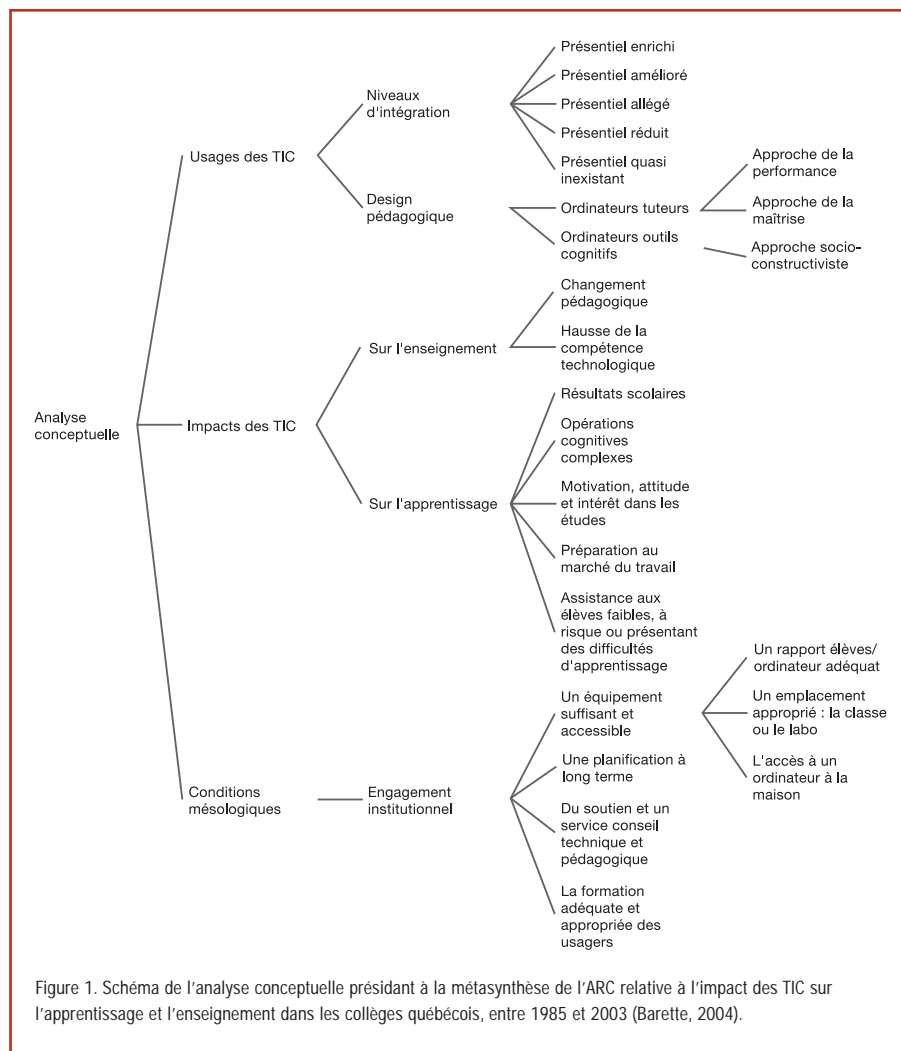 Présentiel enrichi
Présentiel amélioré
Niveaux
d'intégration
Présentiel allégé
Présentiel réduit
Présentiel quasi
inexistant
Usages des TIC
Approche de la
performance
Design
pédagogique
Ordinateurs tuteurs
Approche de la
maîtrise
Ordinateurs outils
cognitifs
Approche socio-
constructiviste
Changement
pédagogique
Sur l'enseignement
Hausse de la
compétence
technologique
Analyse
conceptuelle
Impacts des TIC
Résultats scolaires
Opérations
cognitives
complexes
Sur l'apprentissage
Motivation, attitude
et intérêt dans les
études
Préparation au
marché du travail
Assistance aux
élèves faibles, à
risque ou présentant
des difficultés
d'apprentissage
Un équipement
suffisant et
accessible
Un rapport élèves/
ordinateur adéquat
Un emplacement
approprié : la classe
ou le labo
L'accès à un
ordinateur à la
maison
Conditions
mésologiques
Engagement
institutionnel
Une planification à
long terme
Du soutien et un
service conseil
technique et
pédagogique
La formation
adéquate et
appropriée des
usagers
Figure 1. Schéma de l'analyse conceptuelle présidant à la métasynthèse de l'ARC relative à l'impact des TIC sur
l'apprentissage et l'enseignement dans les collèges québécois, entre 1985 et 2003 (Barette, 2004).